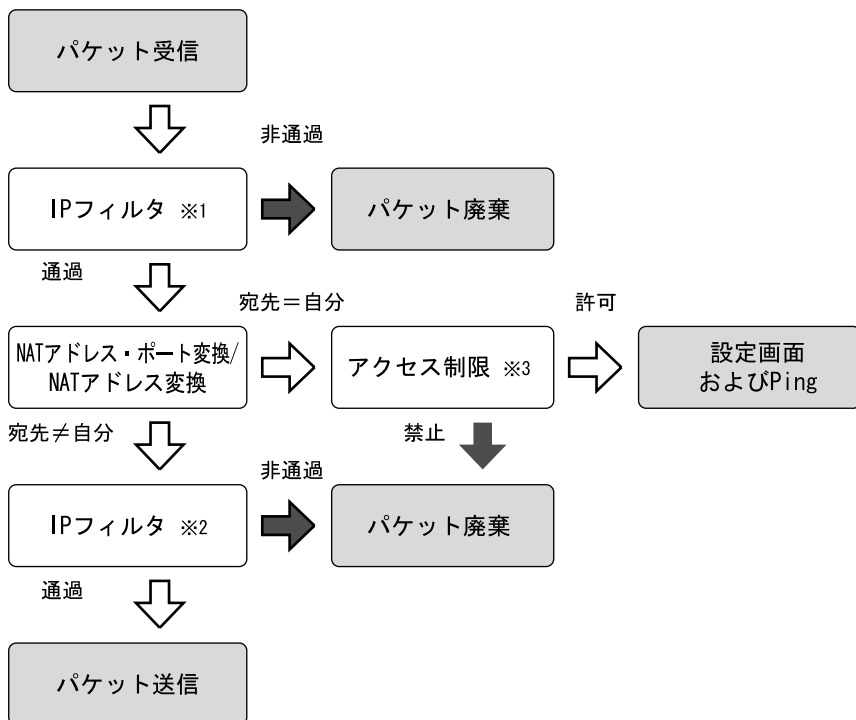 パケット受信
非通過
IPフィルタ ※1
パケット廃棄
通過
宛先＝自分
許可
NATアドレス・ポート変換/
NATアドレス変換
アクセス制限 ※3
設定画面
およびPing
宛先≠自分
禁止
非通過
IPフィルタ ※2
パケット廃棄
通過
パケット送信